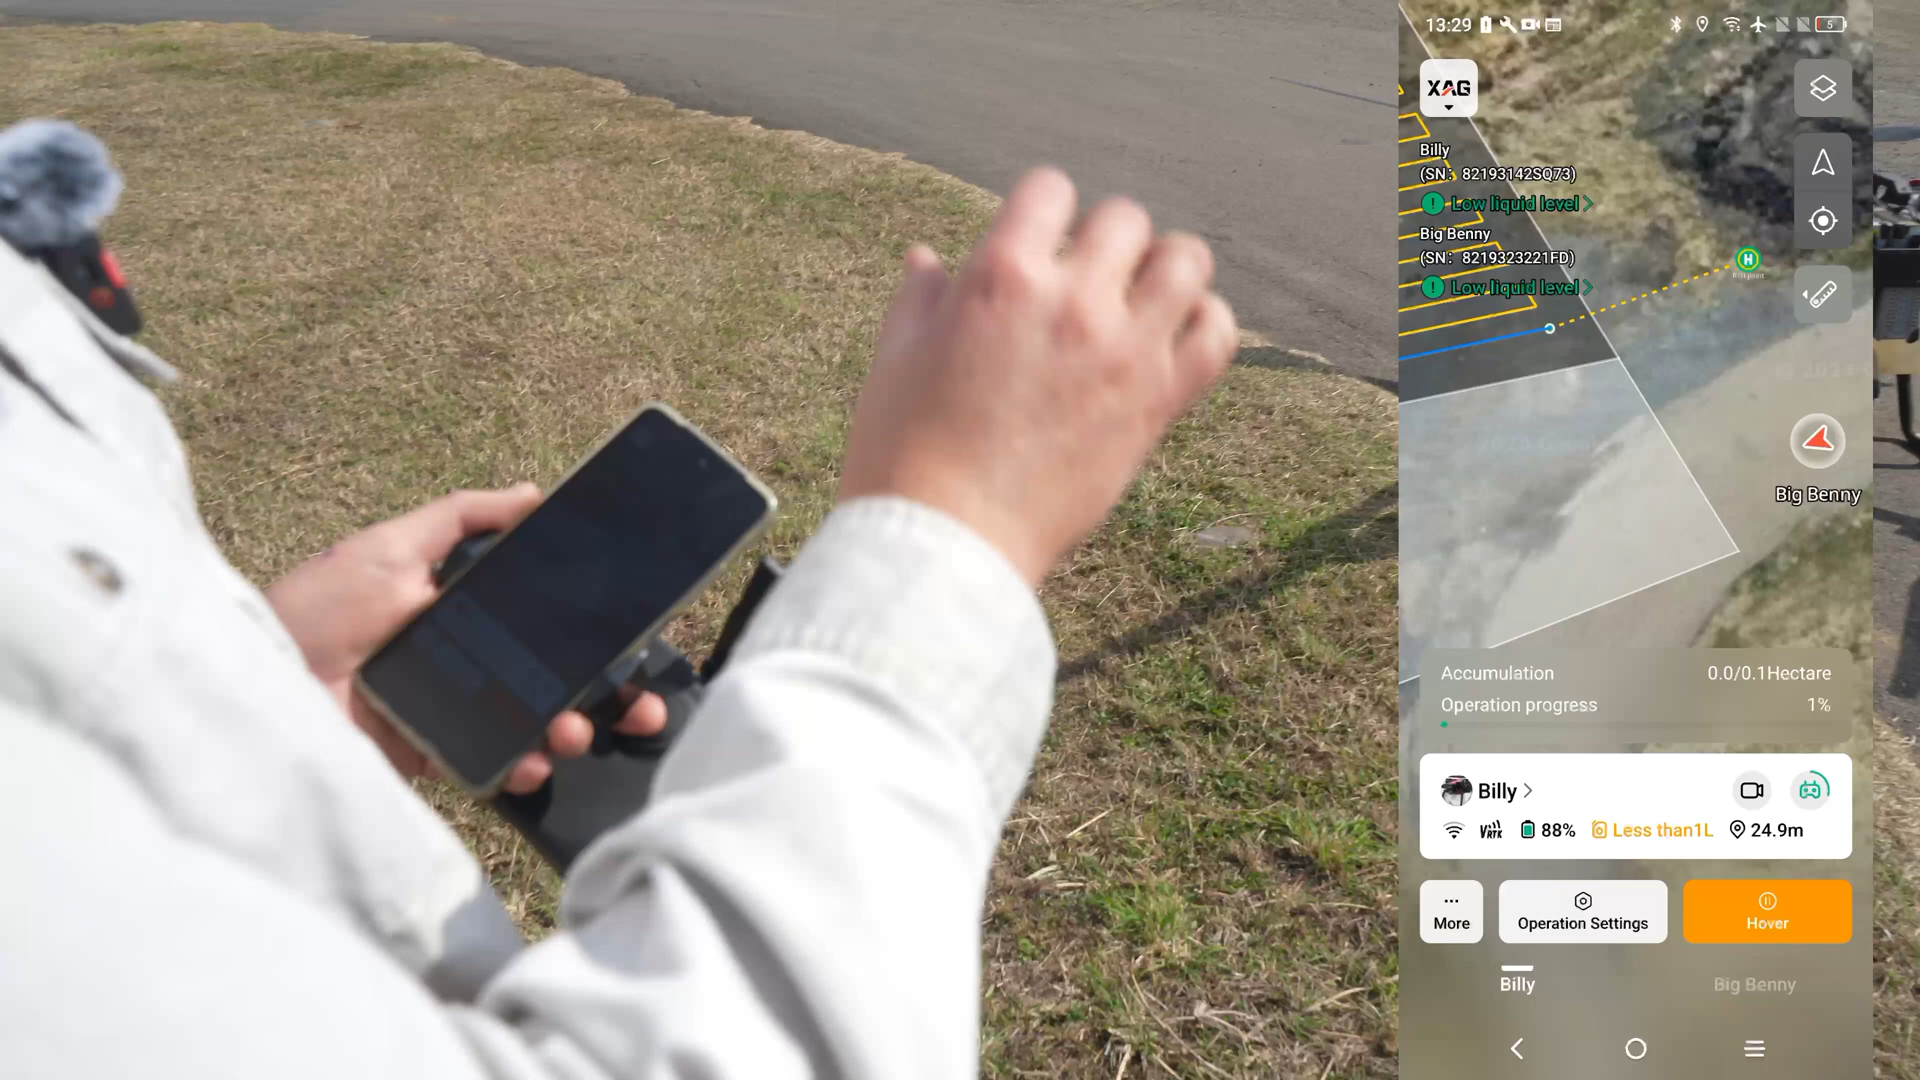 13:29
5
XAG
Billy
(SN: 82193142SQ73)
Low liquid level >
Big Benny
(SN: 8219323221FD)
Low liquid level >
H
Big Benny
Accumulation 0.0/0.1Hectare
Operation progress 1%
Billy >
VRTK 88% Less than1L 24.9m
More
Operation Settings
Hover
Billy
Big Benny